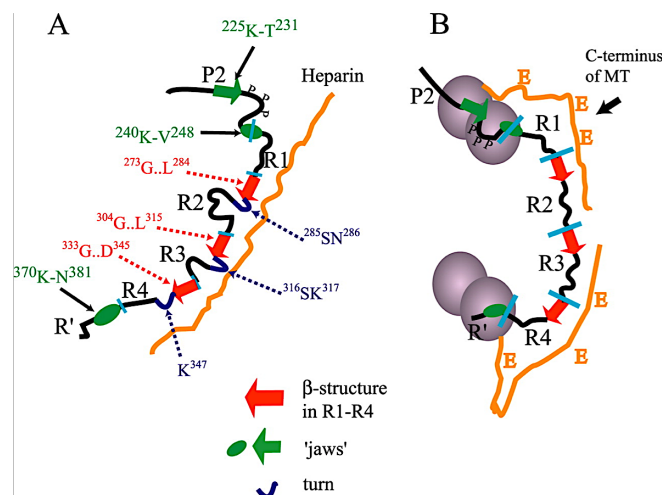 A
225K-T231
P2
P
P
P
Heparin
240K-V248
R1
273G..L284
R2
304G..L315
285SN286
333G..D345
R3
370K-N381
316SK317
R4
R'
K347
β-structure
in R1-R4
'jaws'
turn
B
C-terminus
of MT
E
E
P2
E
P
P
P
R1
E
R2
R3
E
R'
R4
E
E